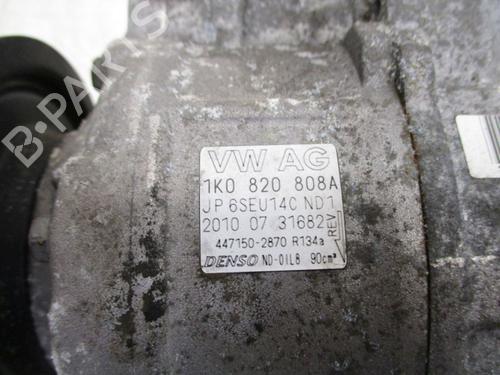 B-PARTS
VW AG
1K0 820 808A
JP 6SEU14C ND1
2010 07 31682
REV
447150-2870 R134a
DENSO ND-OIL8 90cm³